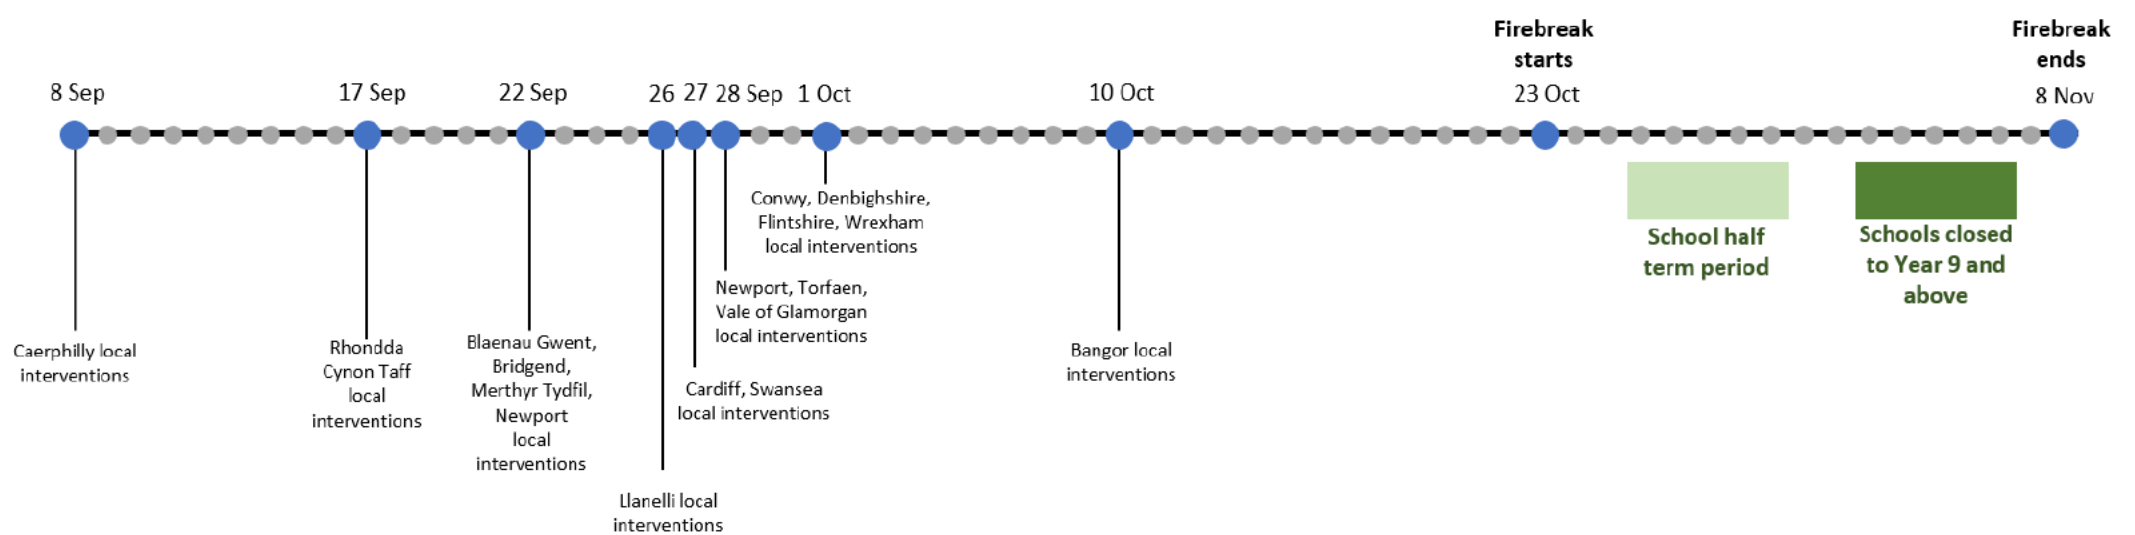 Firebreak
starts
Firebreak
ends
8 Sep
17 Sep
22 Sep
26 27 28 Sep 1 Oct
10 Oct
23 Oct
8 Nov
Conwy, Denbighshire,
Flintshire, Wrexham
local interventions
School half
term period
Schools closed
to Year 9 and
above
Newport, Torfaen,
Vale of Glamorgan
local interventions
Caerphilly local
interventions
Rhondda
Cynon Taff
local
interventions
Blaenau Gwent,
Bridgend,
Merthyr Tydfil,
Newport
local
interventions
Cardiff, Swansea
local interventions
Bangor local
interventions
Llanelli local
interventions